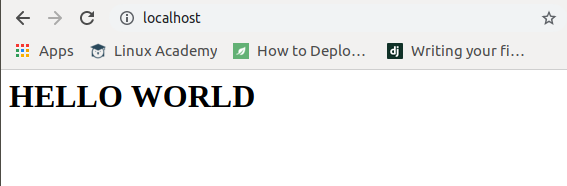 localhost
Apps Linux Academy How to Deplo... Writing your fi...
HELLO WORLD